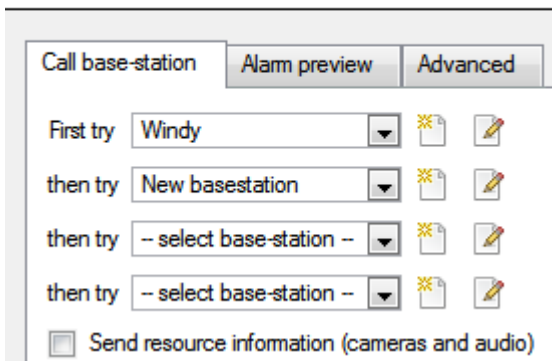 Call base-station Alarm preview Advanced
First try Windy
then try New basestation
then try -- select base-station --
then try -- select base-station --
Send resource information (cameras and audio)